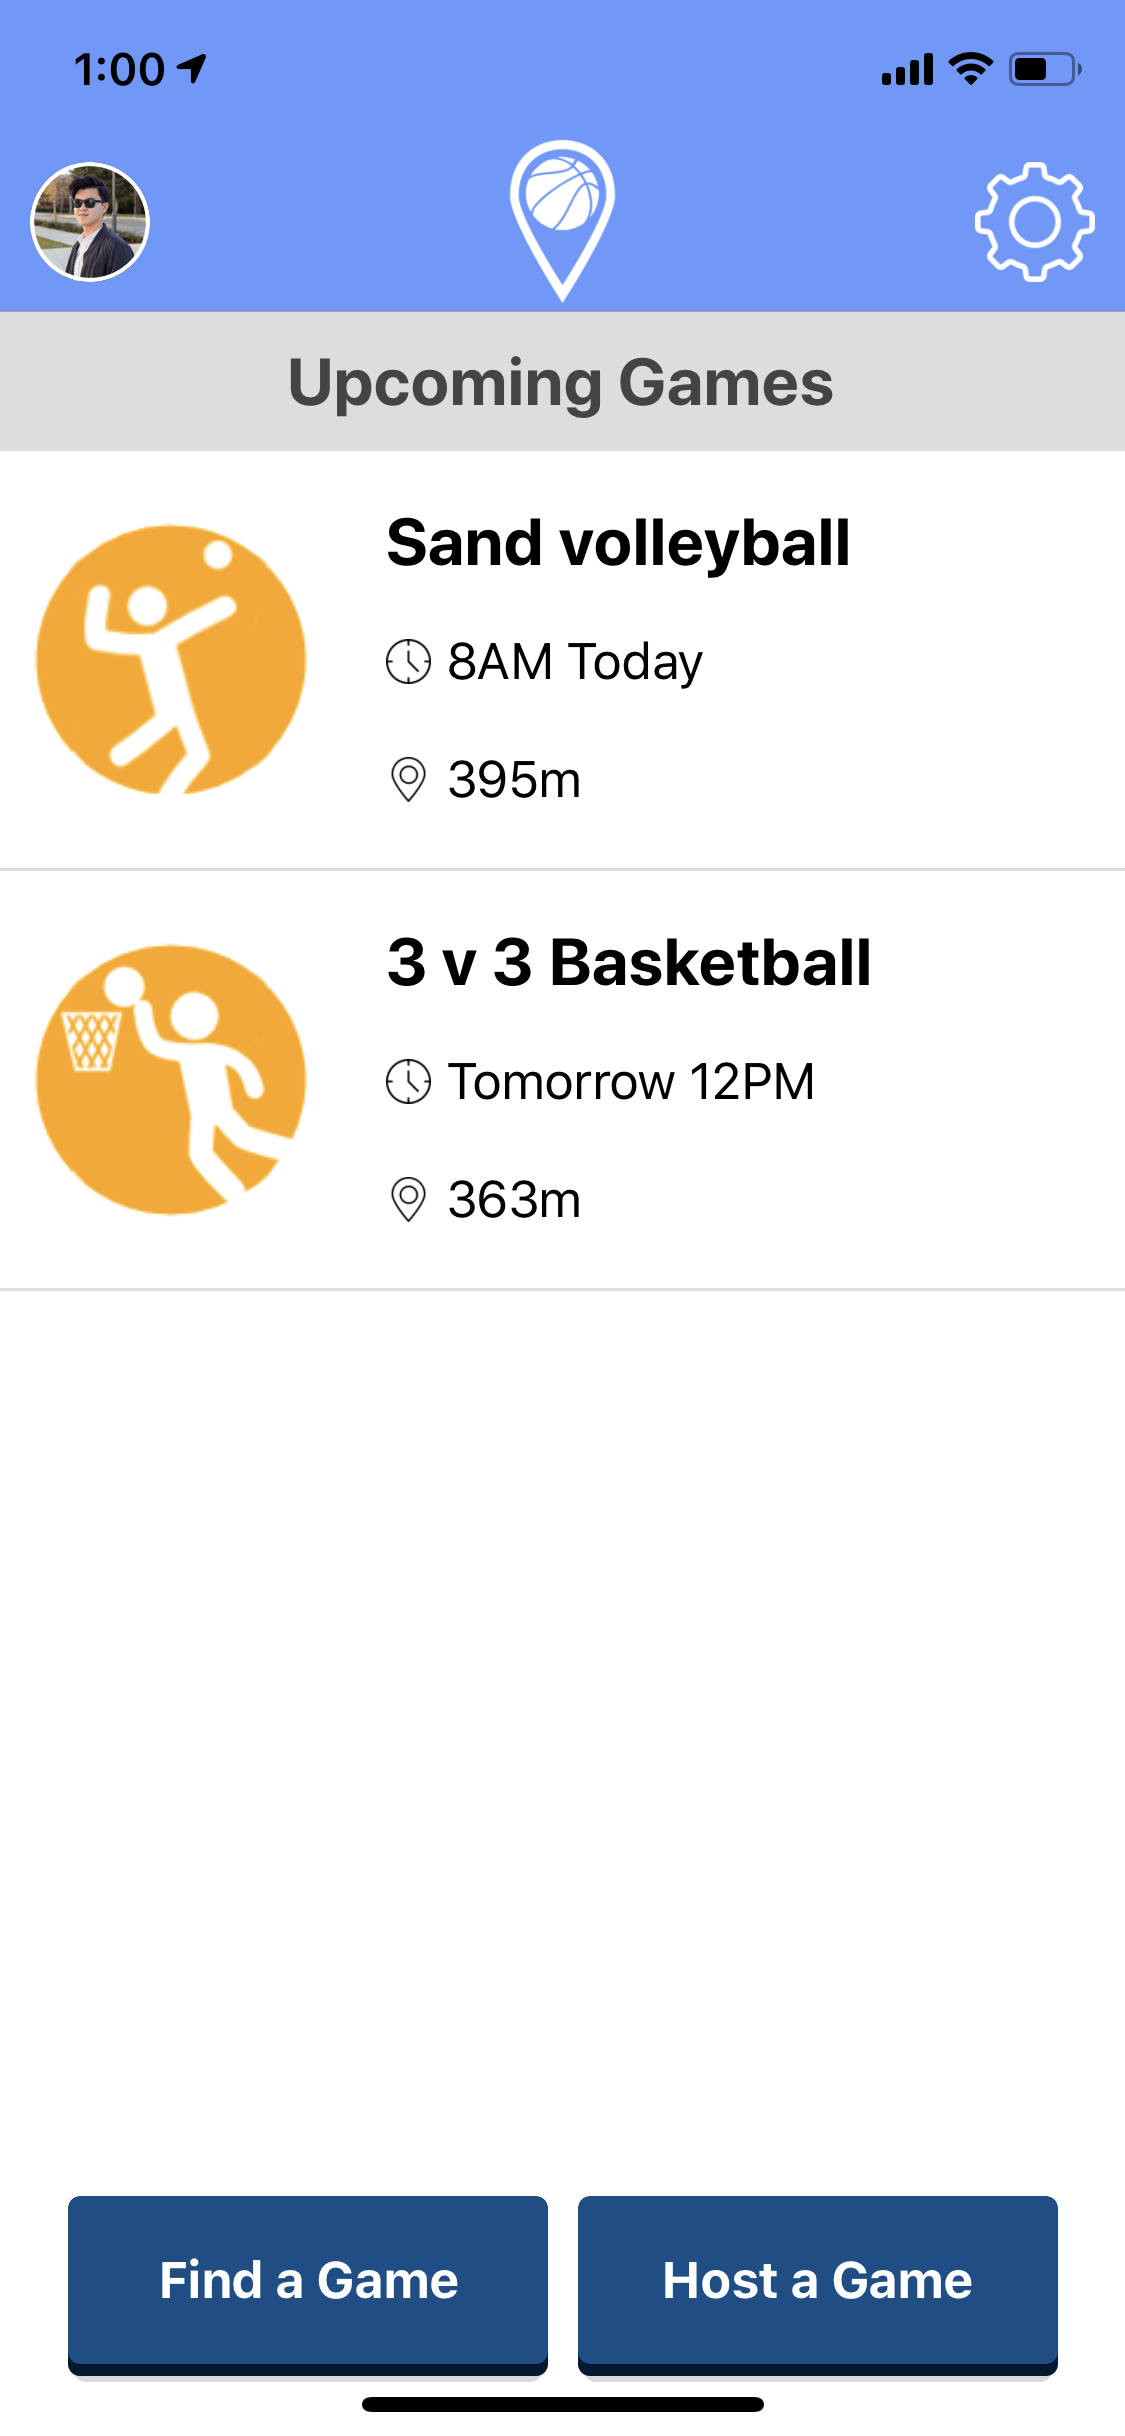 1:00
Upcoming Games
Sand volleyball
8AM Today
395m
3 v 3 Basketball
Tomorrow 12PM
363m
Find a Game
Host a Game